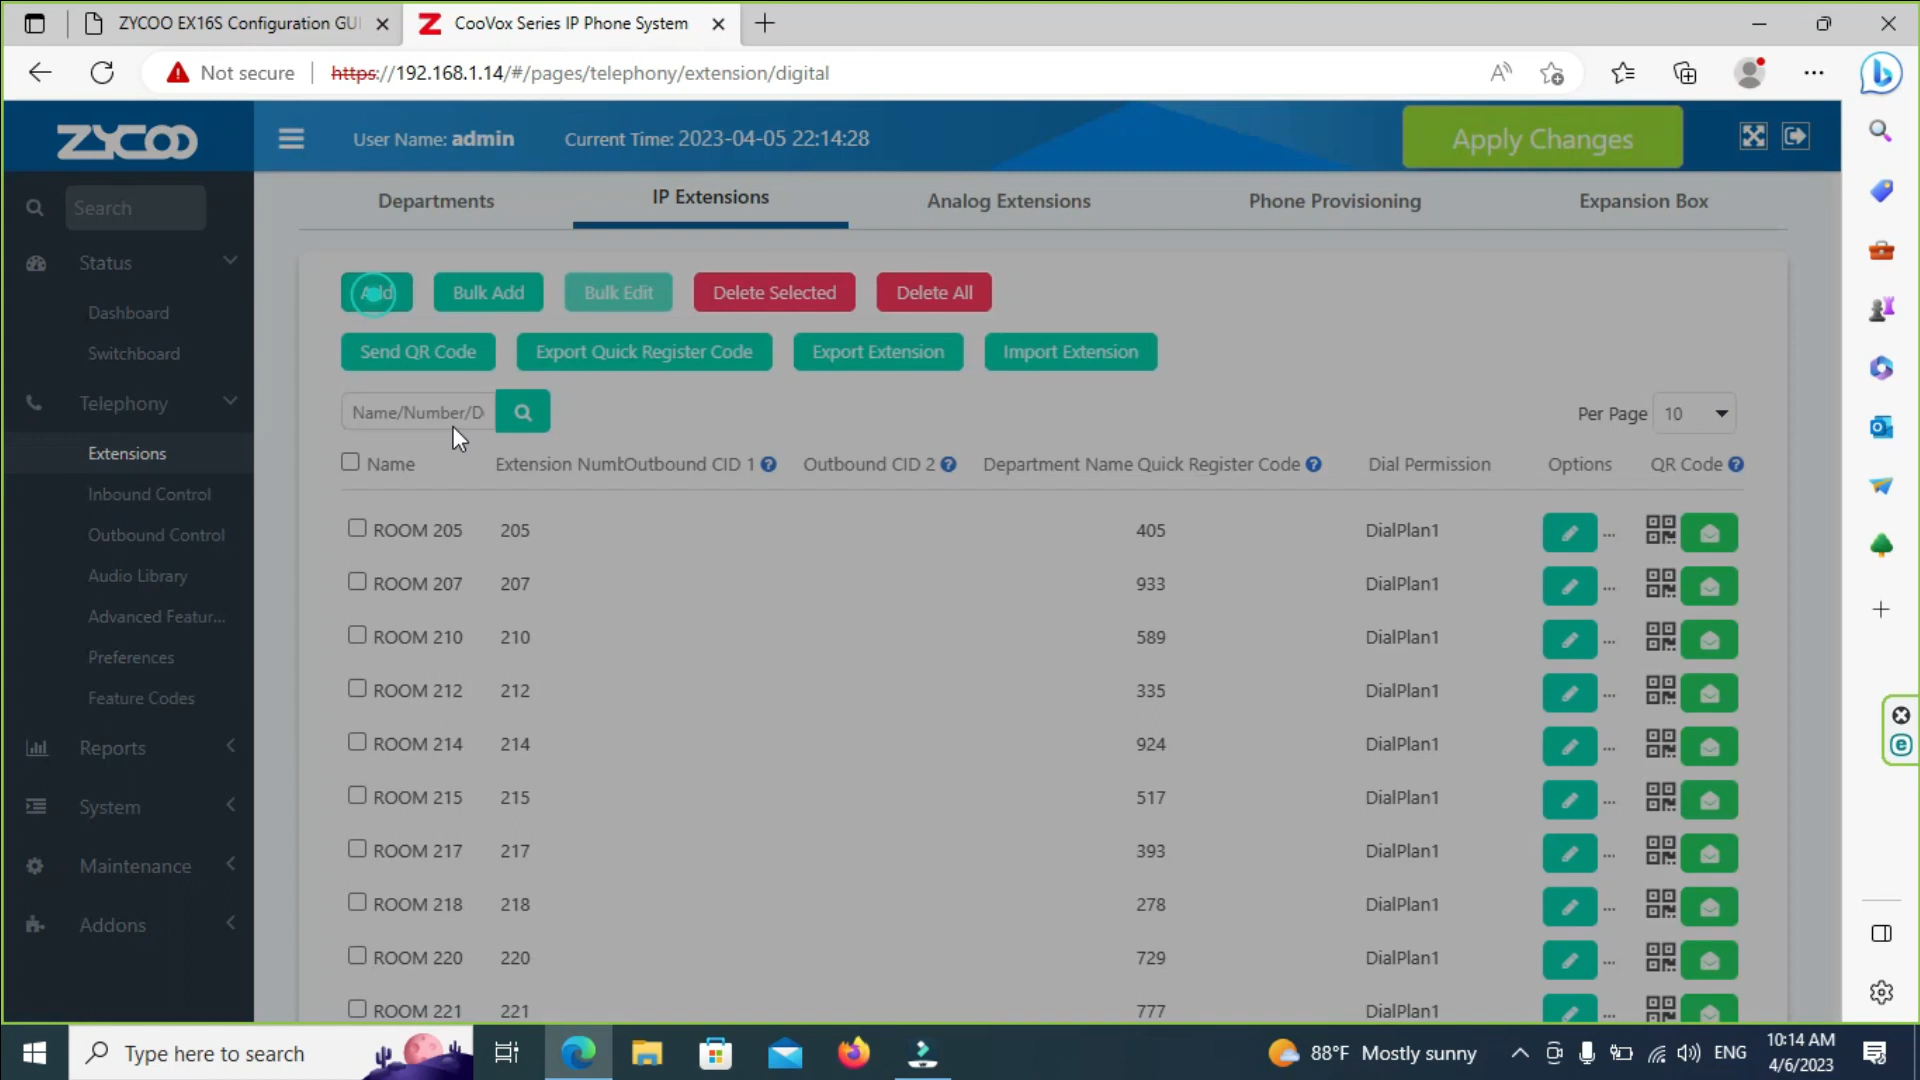 ZYCOO EX16S Configuration GUI
CooVox Series IP Phone System
Not secure
https://192.168.1.14/#/pages/telephony/extension/digital
ZYCOO
User Name: admin
Current Time: 2023-04-05 22:14:28
Apply Changes
Search
Status
Dashboard
Switchboard
Telephony
Extensions
Inbound Control
Outbound Control
Audio Library
Advanced Featur...
Preferences
Feature Codes
Reports
System
Maintenance
Addons
Departments
IP Extensions
Analog Extensions
Phone Provisioning
Expansion Box
Add
Bulk Add
Bulk Edit
Delete Selected
Delete All
Send QR Code
Export Quick Register Code
Export Extension
Import Extension
Name/Number/D
Per Page 10
Name Extension Numb Outbound CID 1 Outbound CID 2 Department Name Quick Register Code Dial Permission Options QR Code
ROOM 205 205 405 DialPlan1 ...
ROOM 207 207 933 DialPlan1 ...
ROOM 210 210 589 DialPlan1 ...
ROOM 212 212 335 DialPlan1 ...
ROOM 214 214 924 DialPlan1 ...
ROOM 215 215 517 DialPlan1 ...
ROOM 217 217 393 DialPlan1 ...
ROOM 218 218 278 DialPlan1 ...
ROOM 220 220 729 DialPlan1 ...
ROOM 221 221 777 DialPlan1 ...
Type here to search
88°F Mostly sunny
ENG
10:14 AM
4/6/2023